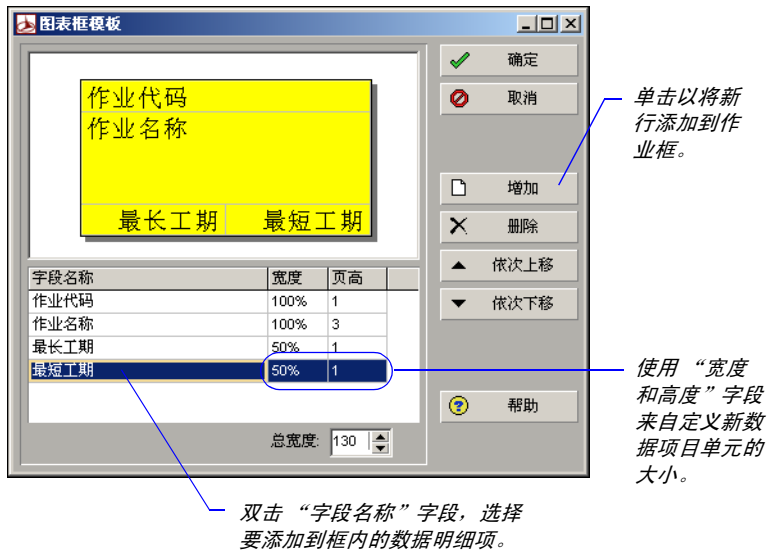 图表框模板
作业代码
作业名称
最长工期 最短工期
字段名称 宽度 页高
作业代码 100% 1
作业名称 100% 3
最长工期 50% 1
最短工期 50% 1
总宽度: 130
确定
取消
增加
删除
依次上移
依次下移
帮助
单击以将新
行添加到作
业框。
使用 “宽度
和高度”字段
来自定义新数
据项目单元的
大小。
双击 “字段名称”字段，选择
要添加到框内的数据明细项。